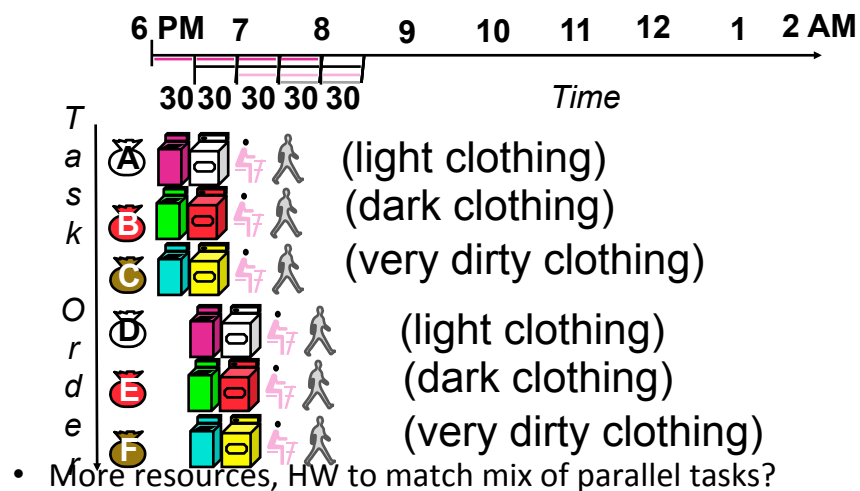 6 PM 7 8 9 10 11 12 1 2 AM
30 30 30 30 30 Time
Task Order
A (light clothing)
B (dark clothing)
C (very dirty clothing)
D (light clothing)
E (dark clothing)
F (very dirty clothing)
• More resources, HW to match mix of parallel tasks?